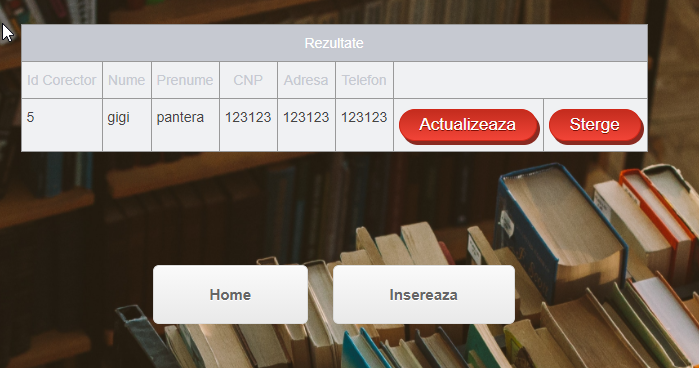 Rezultate
Id Corector Nume Prenume CNP Adresa Telefon
5 gigi pantera 123123 123123 123123 Actualizeaza Sterge
Home Insereaza